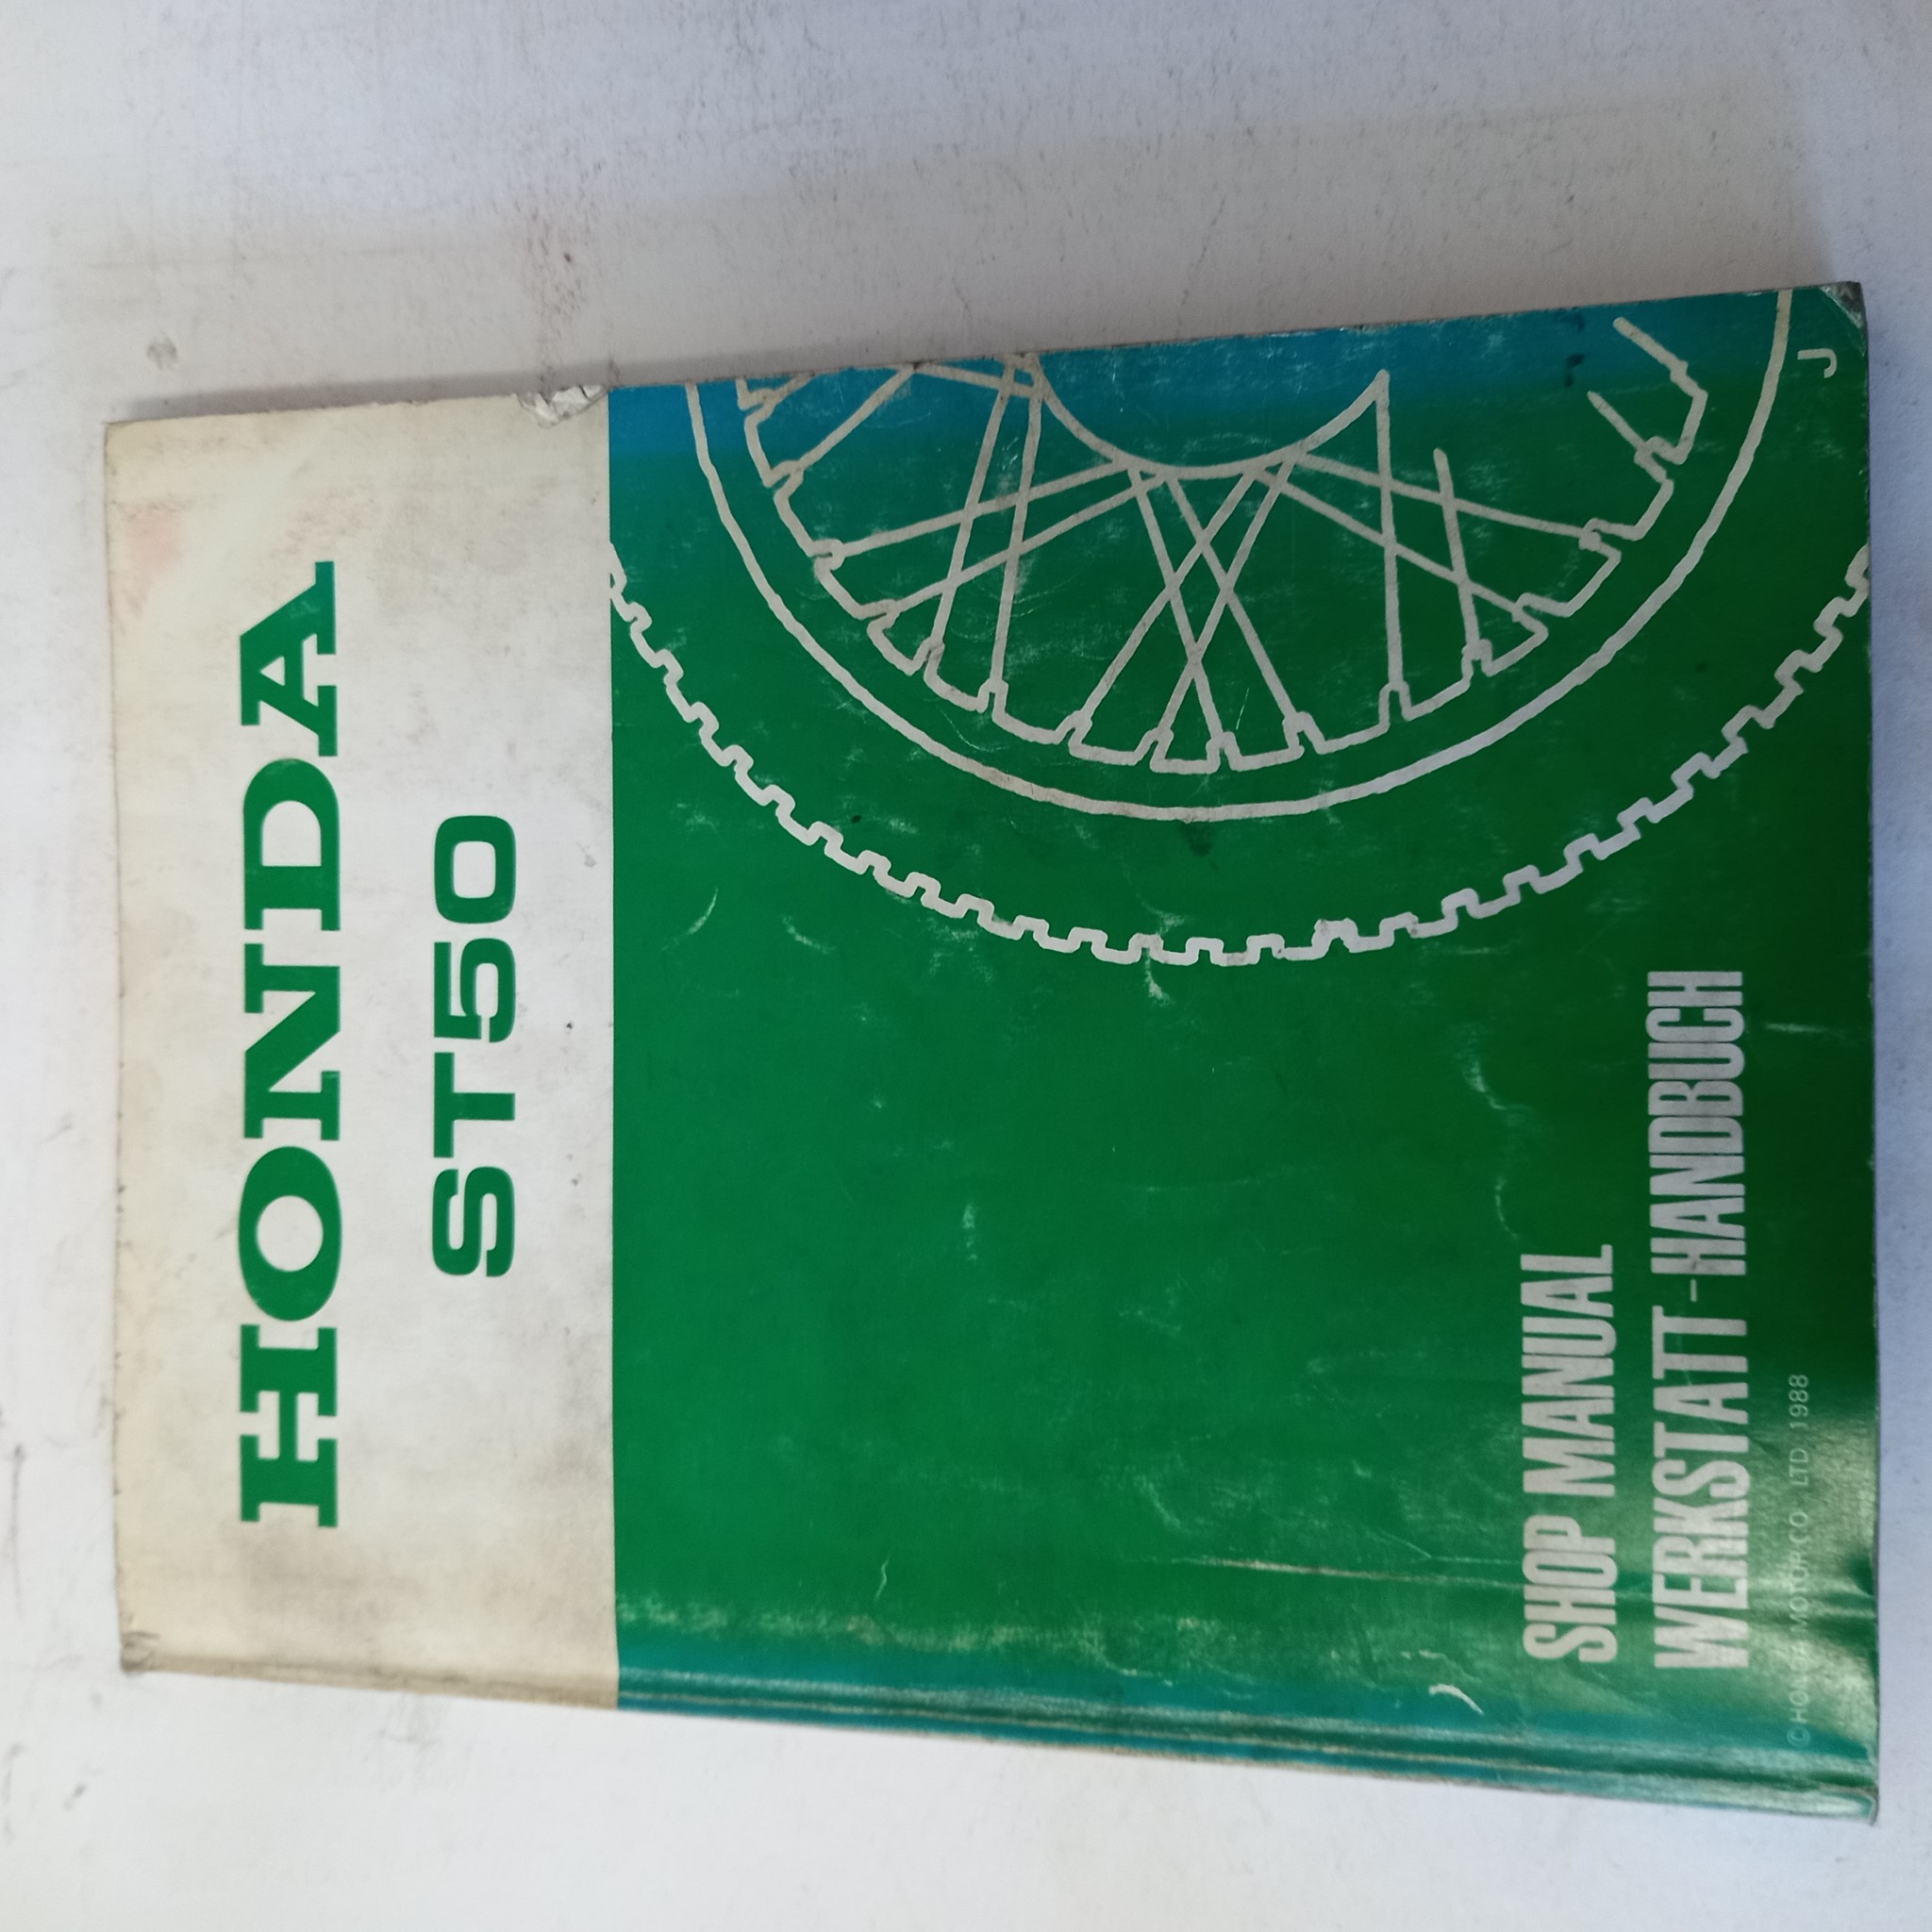 HONDA
ST50
SHOP MANUAL
WERKSTATT-HANDBUCH
©HONDA MOTOR CO. LTD. 1988
J